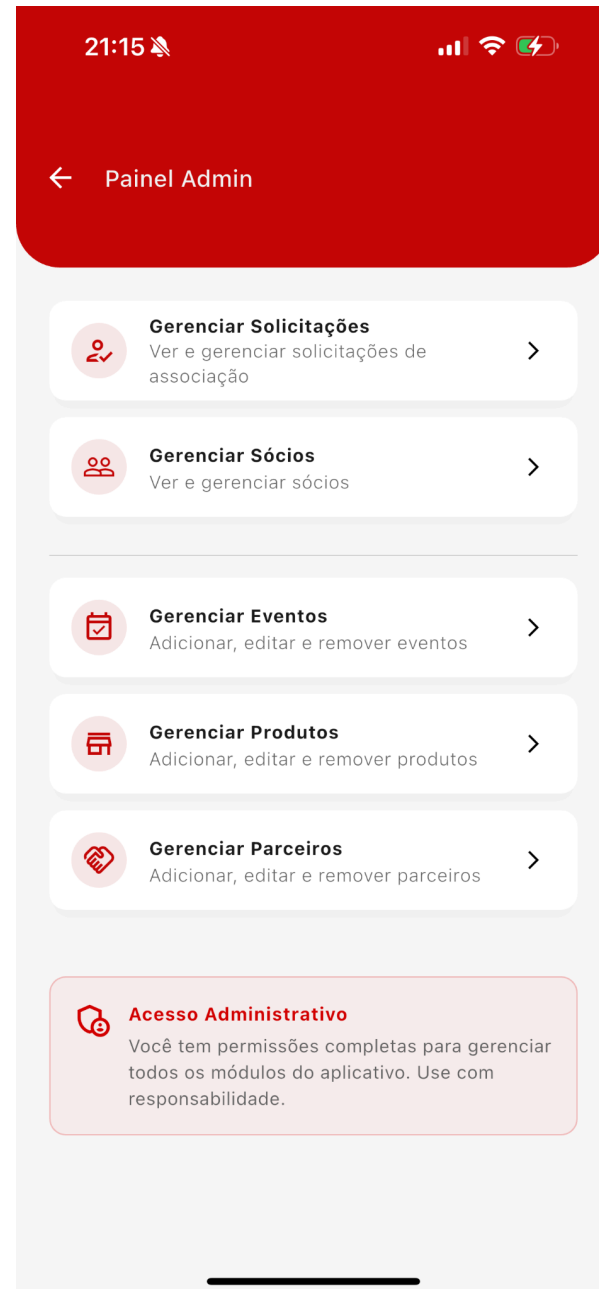 21:15
Painel Admin
Gerenciar Solicitações
Ver e gerenciar solicitações de
associação
Gerenciar Sócios
Ver e gerenciar sócios
Gerenciar Eventos
Adicionar, editar e remover eventos
Gerenciar Produtos
Adicionar, editar e remover produtos
Gerenciar Parceiros
Adicionar, editar e remover parceiros
Acesso Administrativo
Você tem permissões completas para gerenciar
todos os módulos do aplicativo. Use com
responsabilidade.